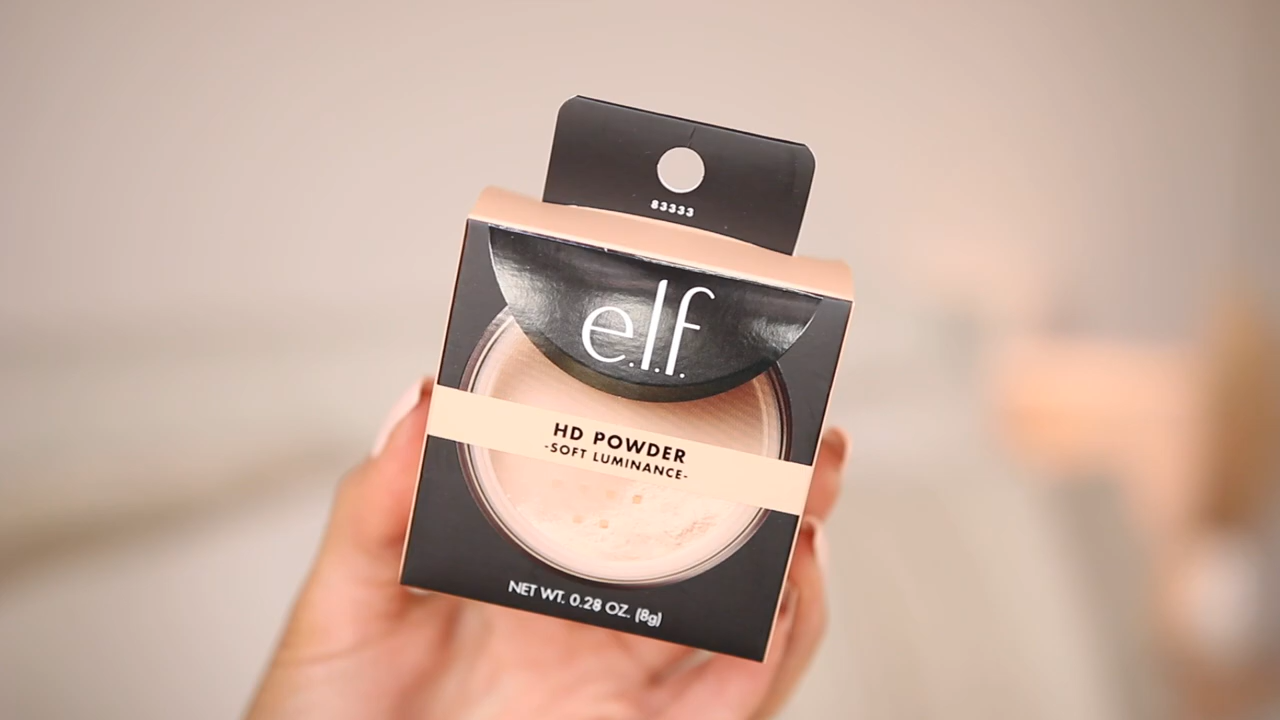 83333
e.l.f.
HD POWDER
-SOFT LUMINANCE-
NET WT. 0.28 OZ. (8g)